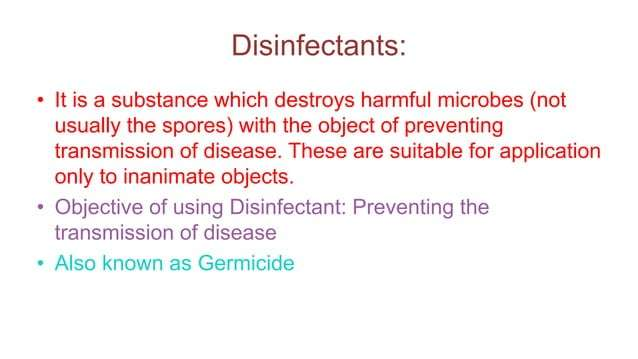 Disinfectants:
• It is a substance which destroys harmful microbes (not
usually the spores) with the object of preventing
transmission of disease. These are suitable for application
only to inanimate objects.
• Objective of using Disinfectant: Preventing the
transmission of disease
• Also known as Germicide